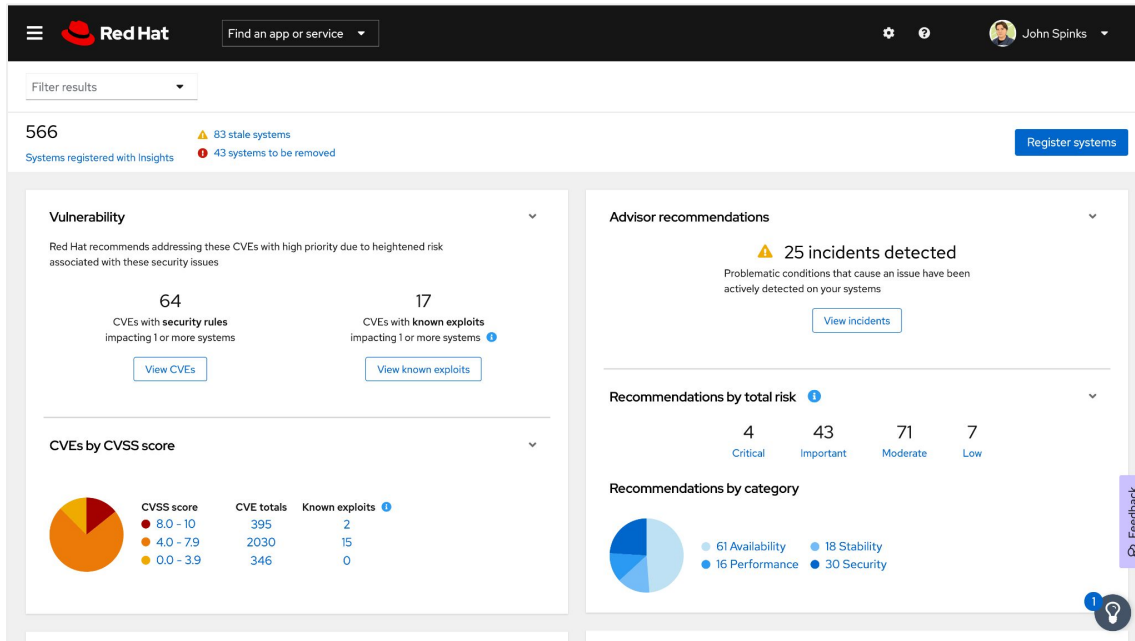 Red Hat
Find an app or service
John Spinks
Filter results
566
Systems registered with Insights
83 stale systems
43 systems to be removed
Register systems
Vulnerability
Red Hat recommends addressing these CVEs with high priority due to heightened risk
associated with these security issues
64
CVEs with security rules
impacting 1 or more systems
View CVEs
17
CVEs with known exploits
impacting 1 or more systems
View known exploits
CVEs by CVSS score
CVSS score CVE totals Known exploits
8.0 - 10 395 2
4.0 - 7.9 2030 15
0.0 - 3.9 346 0
Advisor recommendations
25 incidents detected
Problematic conditions that cause an issue have been
actively detected on your systems
View incidents
Recommendations by total risk
4 43 71 7
Critical Important Moderate Low
Recommendations by category
61 Availability 18 Stability
16 Performance 30 Security
Feedback
1